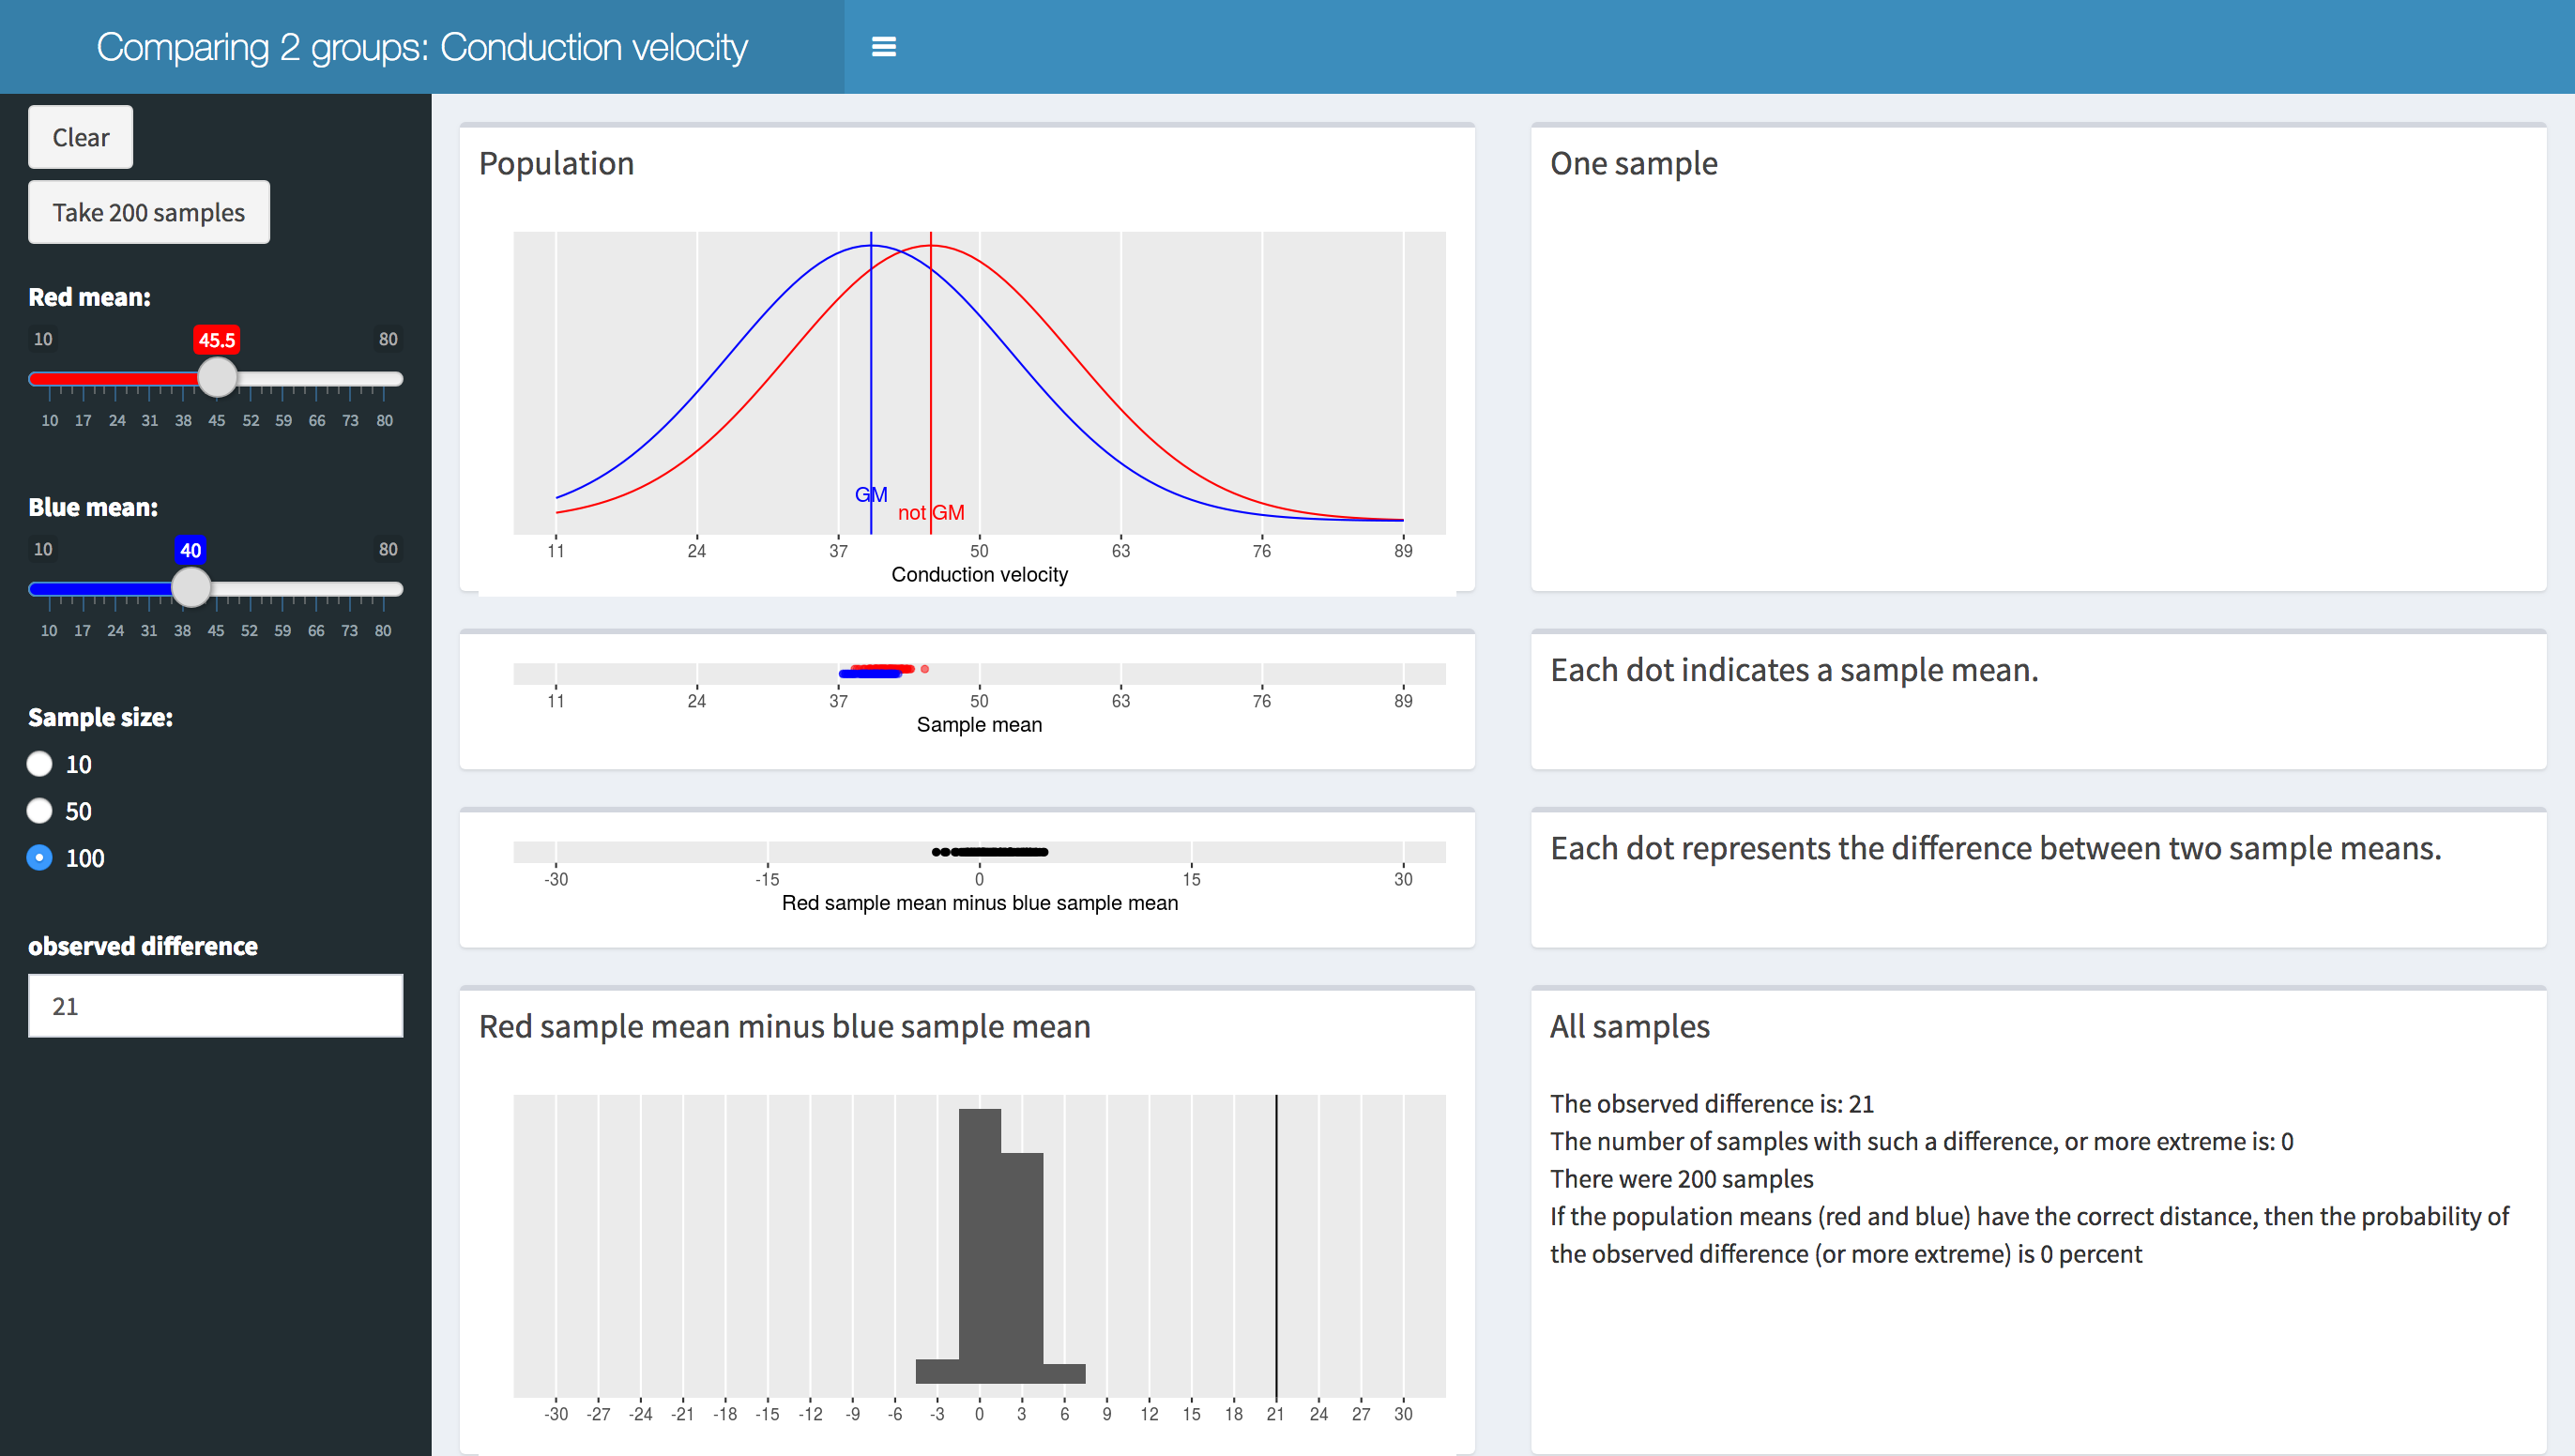 Comparing 2 groups: Conduction velocity
Clear
Take 200 samples
Red mean:
10 45.5 80
10 17 24 31 38 45 52 59 66 73 80
Blue mean:
10 40 80
10 17 24 31 38 45 52 59 66 73 80
Sample size:
10
50
100
observed difference
21
Population
GM
not GM
11 24 37 50 63 76 89
Conduction velocity
One sample
11 24 37 50 63 76 89
Sample mean
Each dot indicates a sample mean.
-30 -15 0 15 30
Red sample mean minus blue sample mean
Each dot represents the difference between two sample means.
Red sample mean minus blue sample mean
-30 -27 -24 -21 -18 -15 -12 -9 -6 -3 0 3 6 9 12 15 18 21 24 27 30
All samples
The observed difference is: 21
The number of samples with such a difference, or more extreme is: 0
There were 200 samples
If the population means (red and blue) have the correct distance, then the probability of
the observed difference (or more extreme) is 0 percent